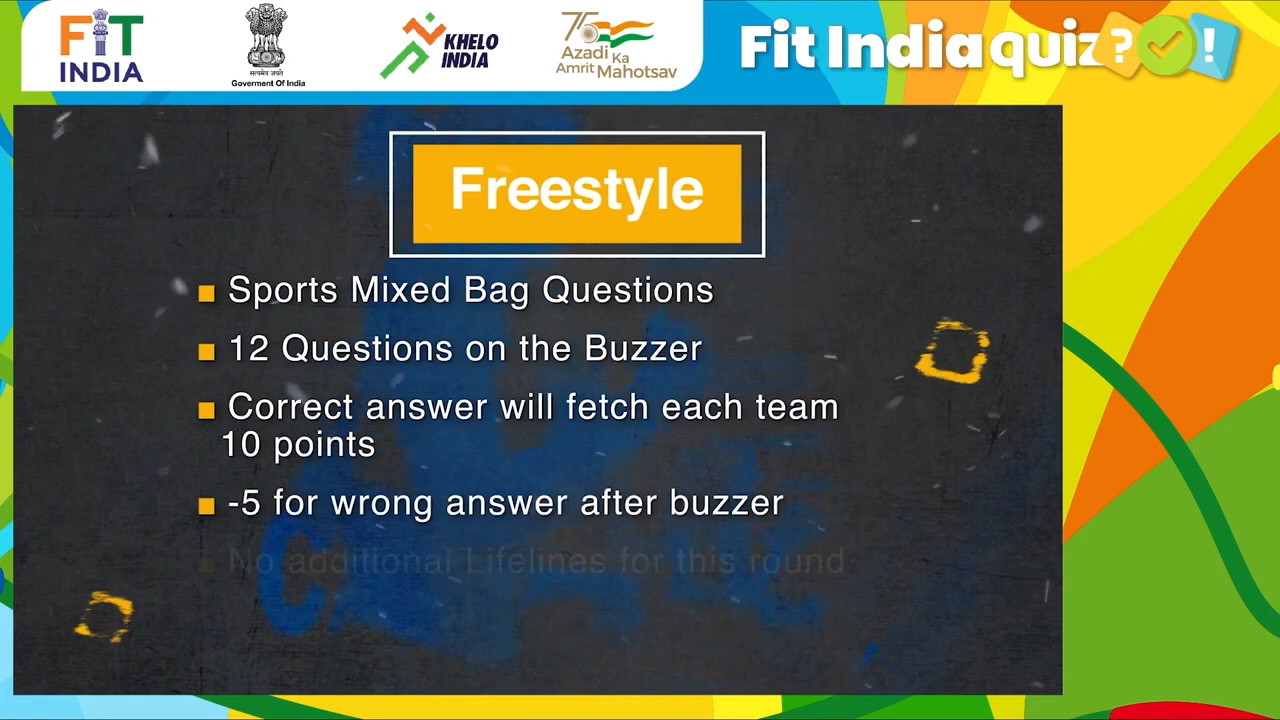 FIT
INDIA
सत्यमेव जयते
Goverment Of India
KHELO
INDIA
75
Azadi Ka
Amrit Mahotsav
Fit India quiz?!
Freestyle
Sports Mixed Bag Questions
12 Questions on the Buzzer
Correct answer will fetch each team
10 points
-5 for wrong answer after buzzer
No additional Lifelines for this round